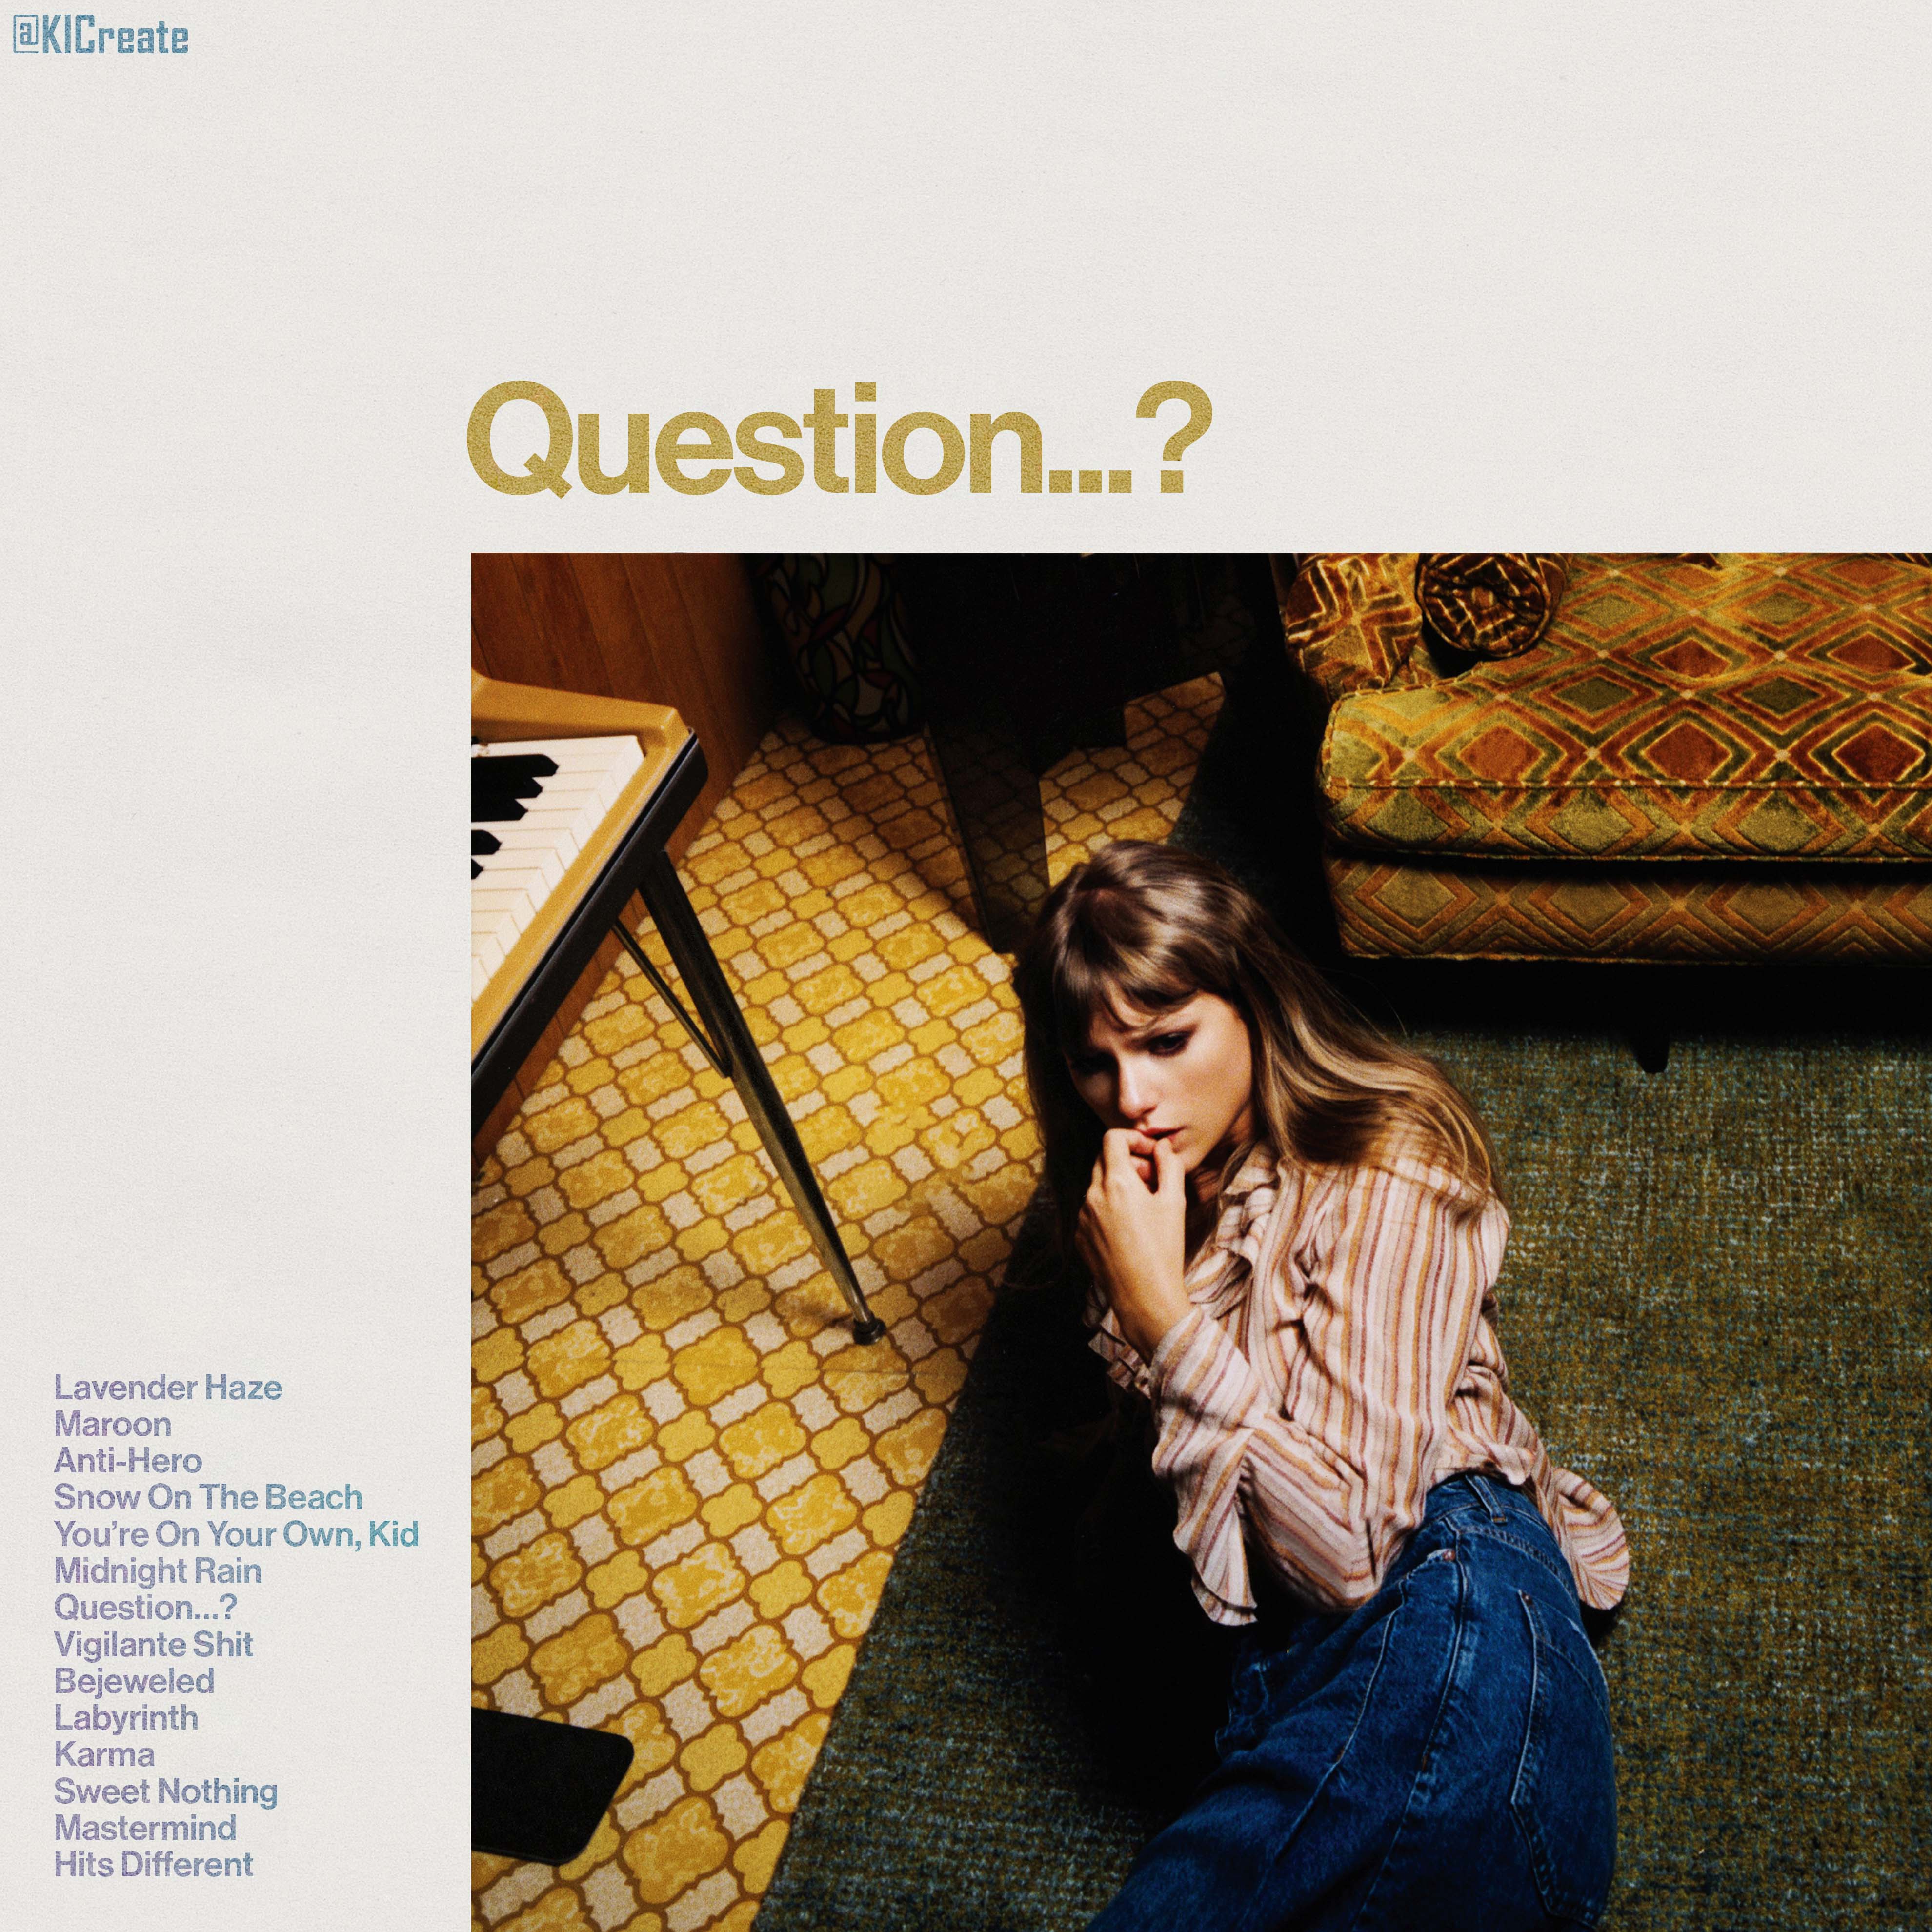 @KICreate
Question...?
Lavender Haze
Maroon
Anti-Hero
Snow On The Beach
You’re On Your Own, Kid
Midnight Rain
Question...?
Vigilante Shit
Bejeweled
Labyrinth
Karma
Sweet Nothing
Mastermind
Hits Different